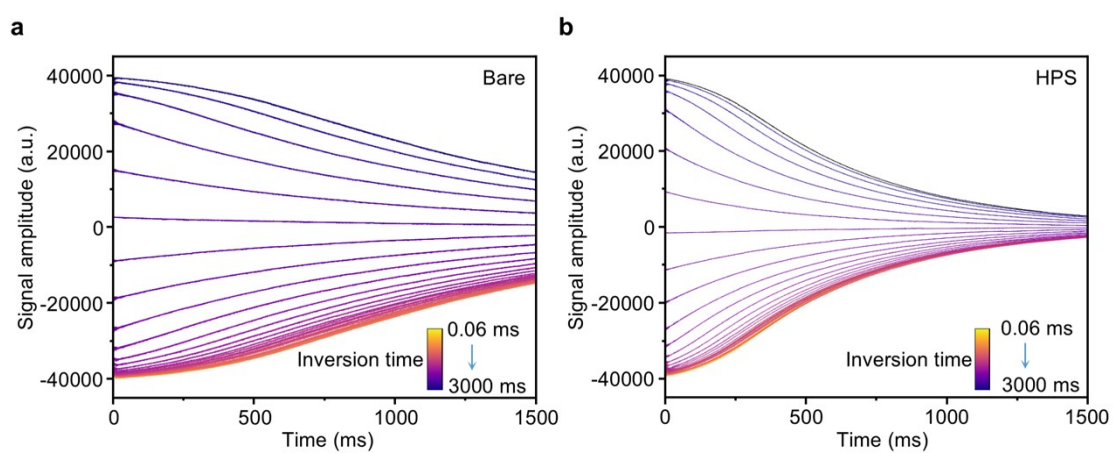 a
Bare
Signal amplitude (a.u.)
40000
20000
0
-20000
-40000
0.06 ms
Inversion time
3000 ms
0
500
1000
1500
Time (ms)
b
HPS
Signal amplitude (a.u.)
40000
20000
0
-20000
-40000
0.06 ms
Inversion time
3000 ms
0
500
1000
1500
Time (ms)